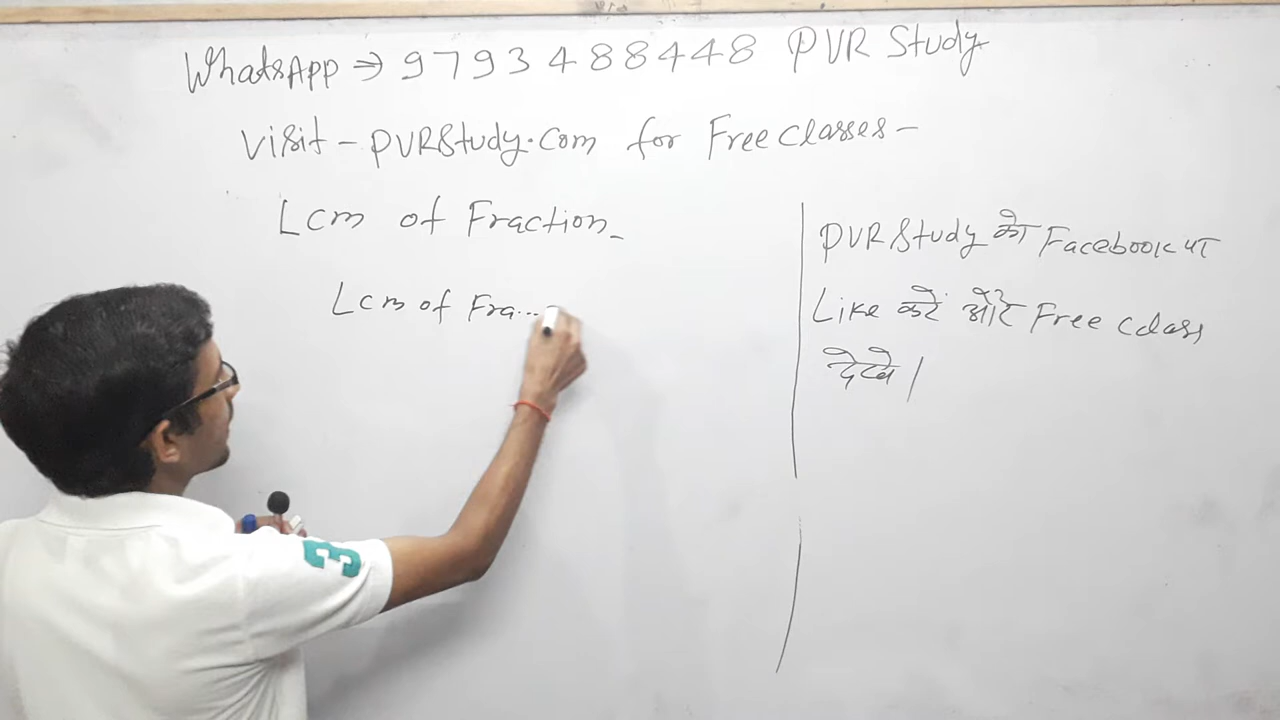 WhatsApp ⇒ 9793488448 PVR Study
Visit - PVRStudy.Com for Free Classes -
Lcm of Fraction -
Lcm of Fra...
PVR Study को Facebook पर
Like करें और Free Class
देखे ।
3